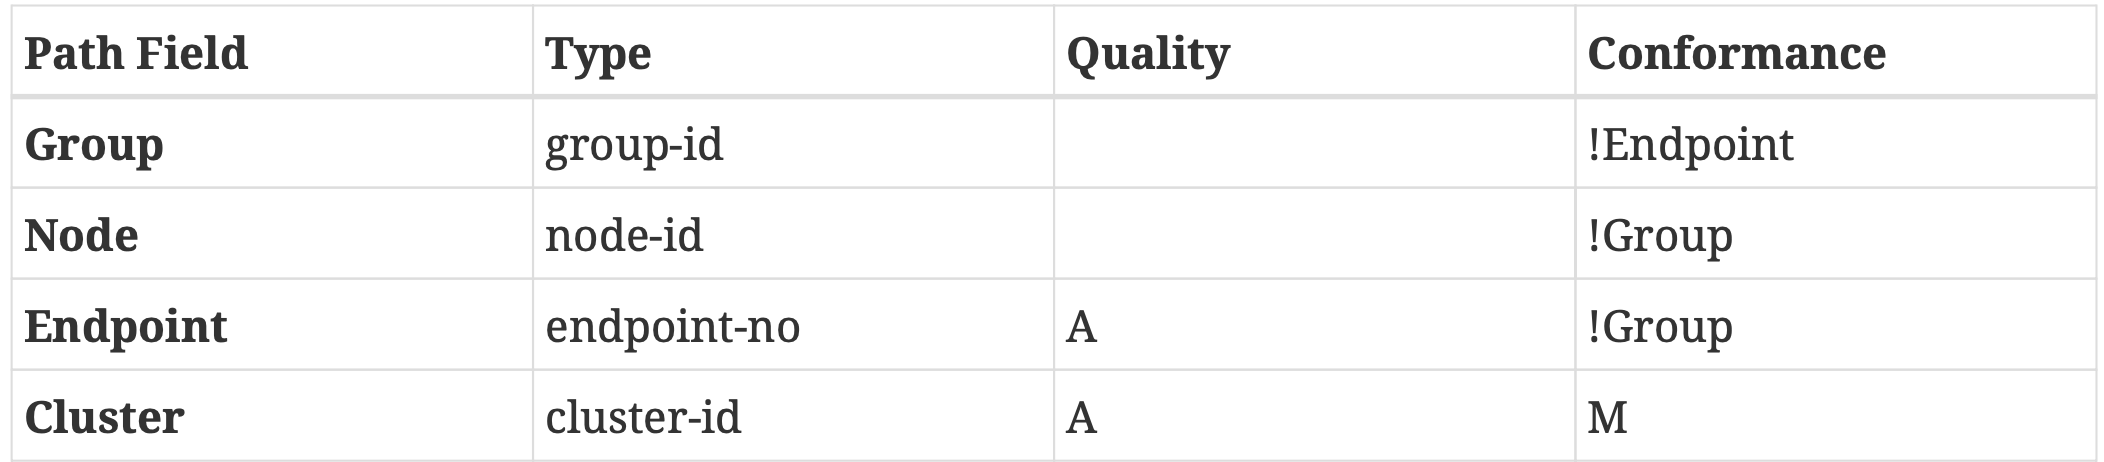 Path Field Type Quality Conformance
Group group-id !Endpoint
Node node-id !Group
Endpoint endpoint-no A !Group
Cluster cluster-id A M